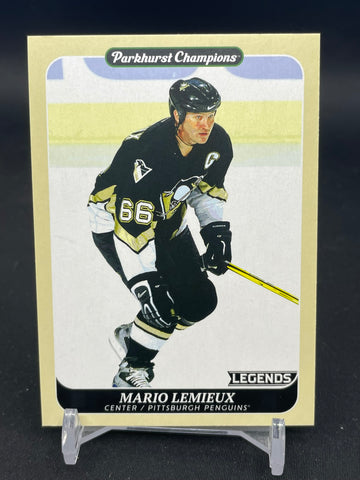 Parkhurst Champions
C
66
LEGENDS
MARIO LEMIEUX
CENTER / PITTSBURGH PENGUINS